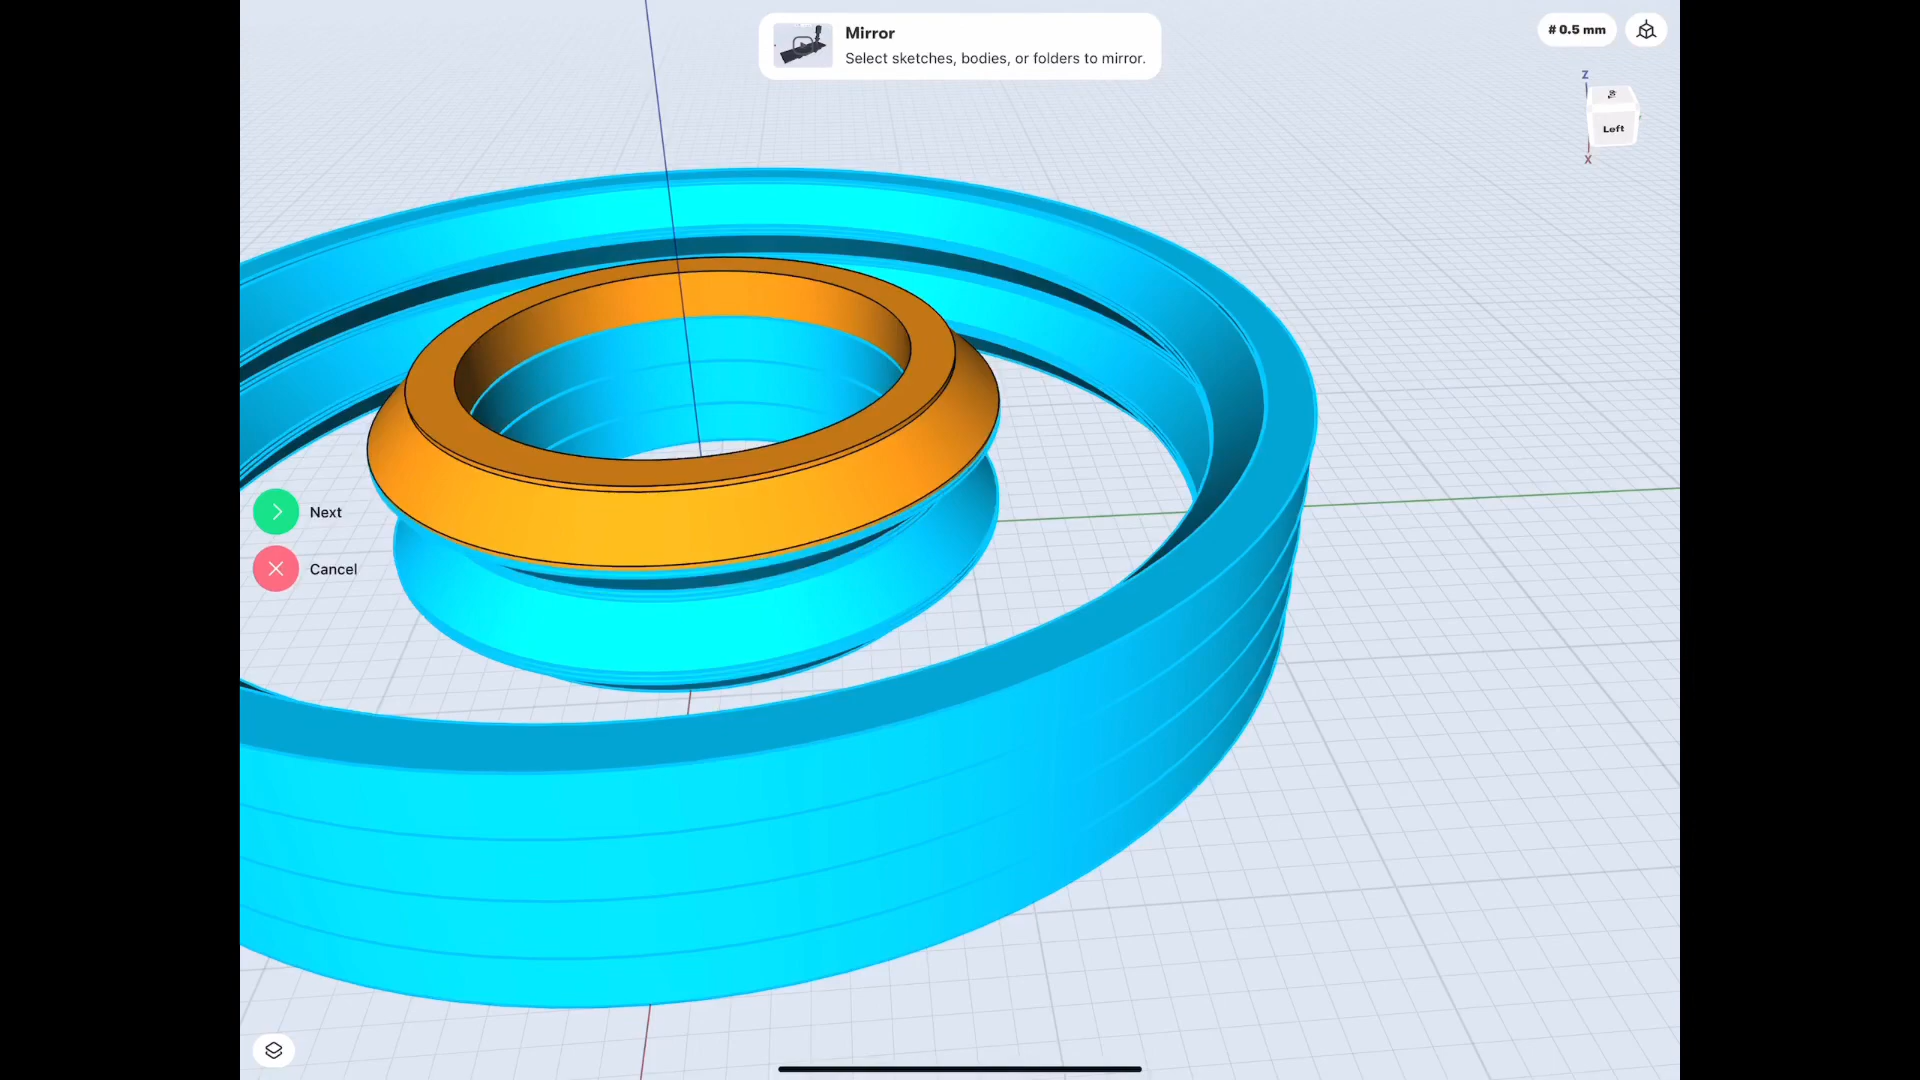 Mirror
Select sketches, bodies, or folders to mirror.
# 0.5 mm
Z
Left
X
Next
Cancel